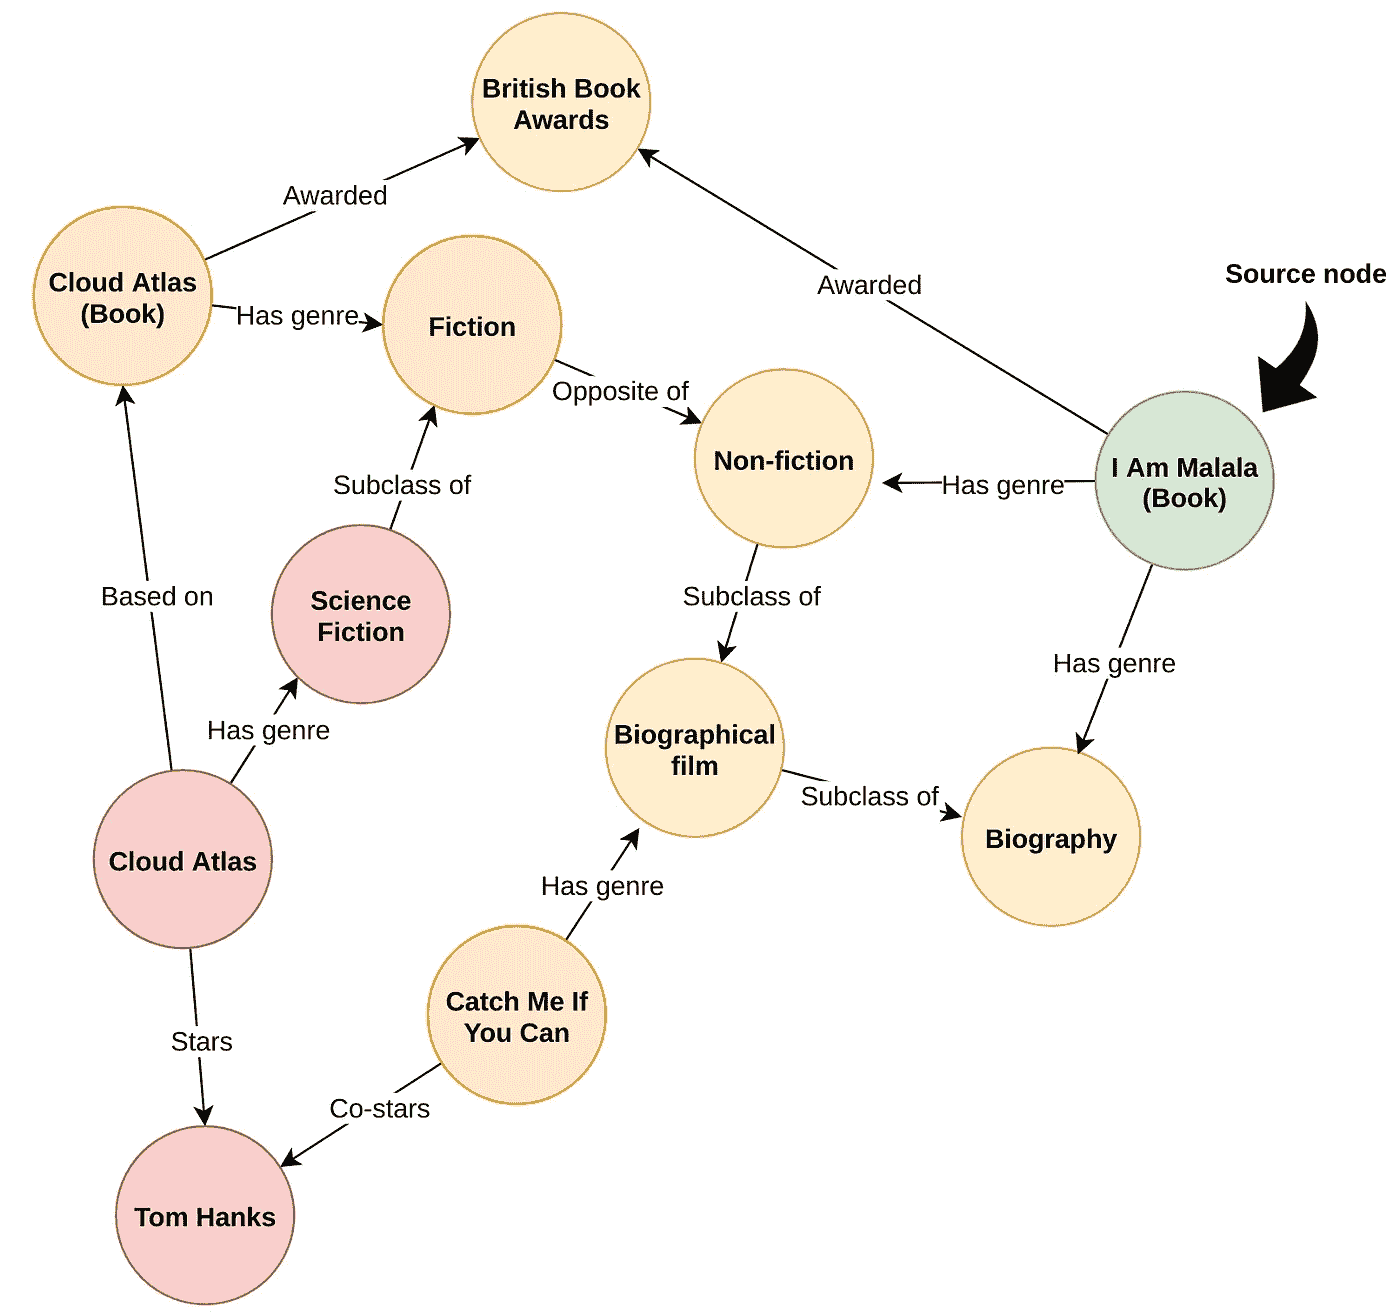 British Book
Awards
Awarded
Source node
Awarded
Cloud Atlas
(Book)
Has genre
Fiction
Opposite of
Non-fiction
Has genre
I Am Malala
(Book)
Subclass of
Based on
Science
Fiction
Subclass of
Has genre
Has genre
Biographical
film
Subclass of
Biography
Cloud Atlas
Has genre
Catch Me If
You Can
Stars
Co-stars
Tom Hanks